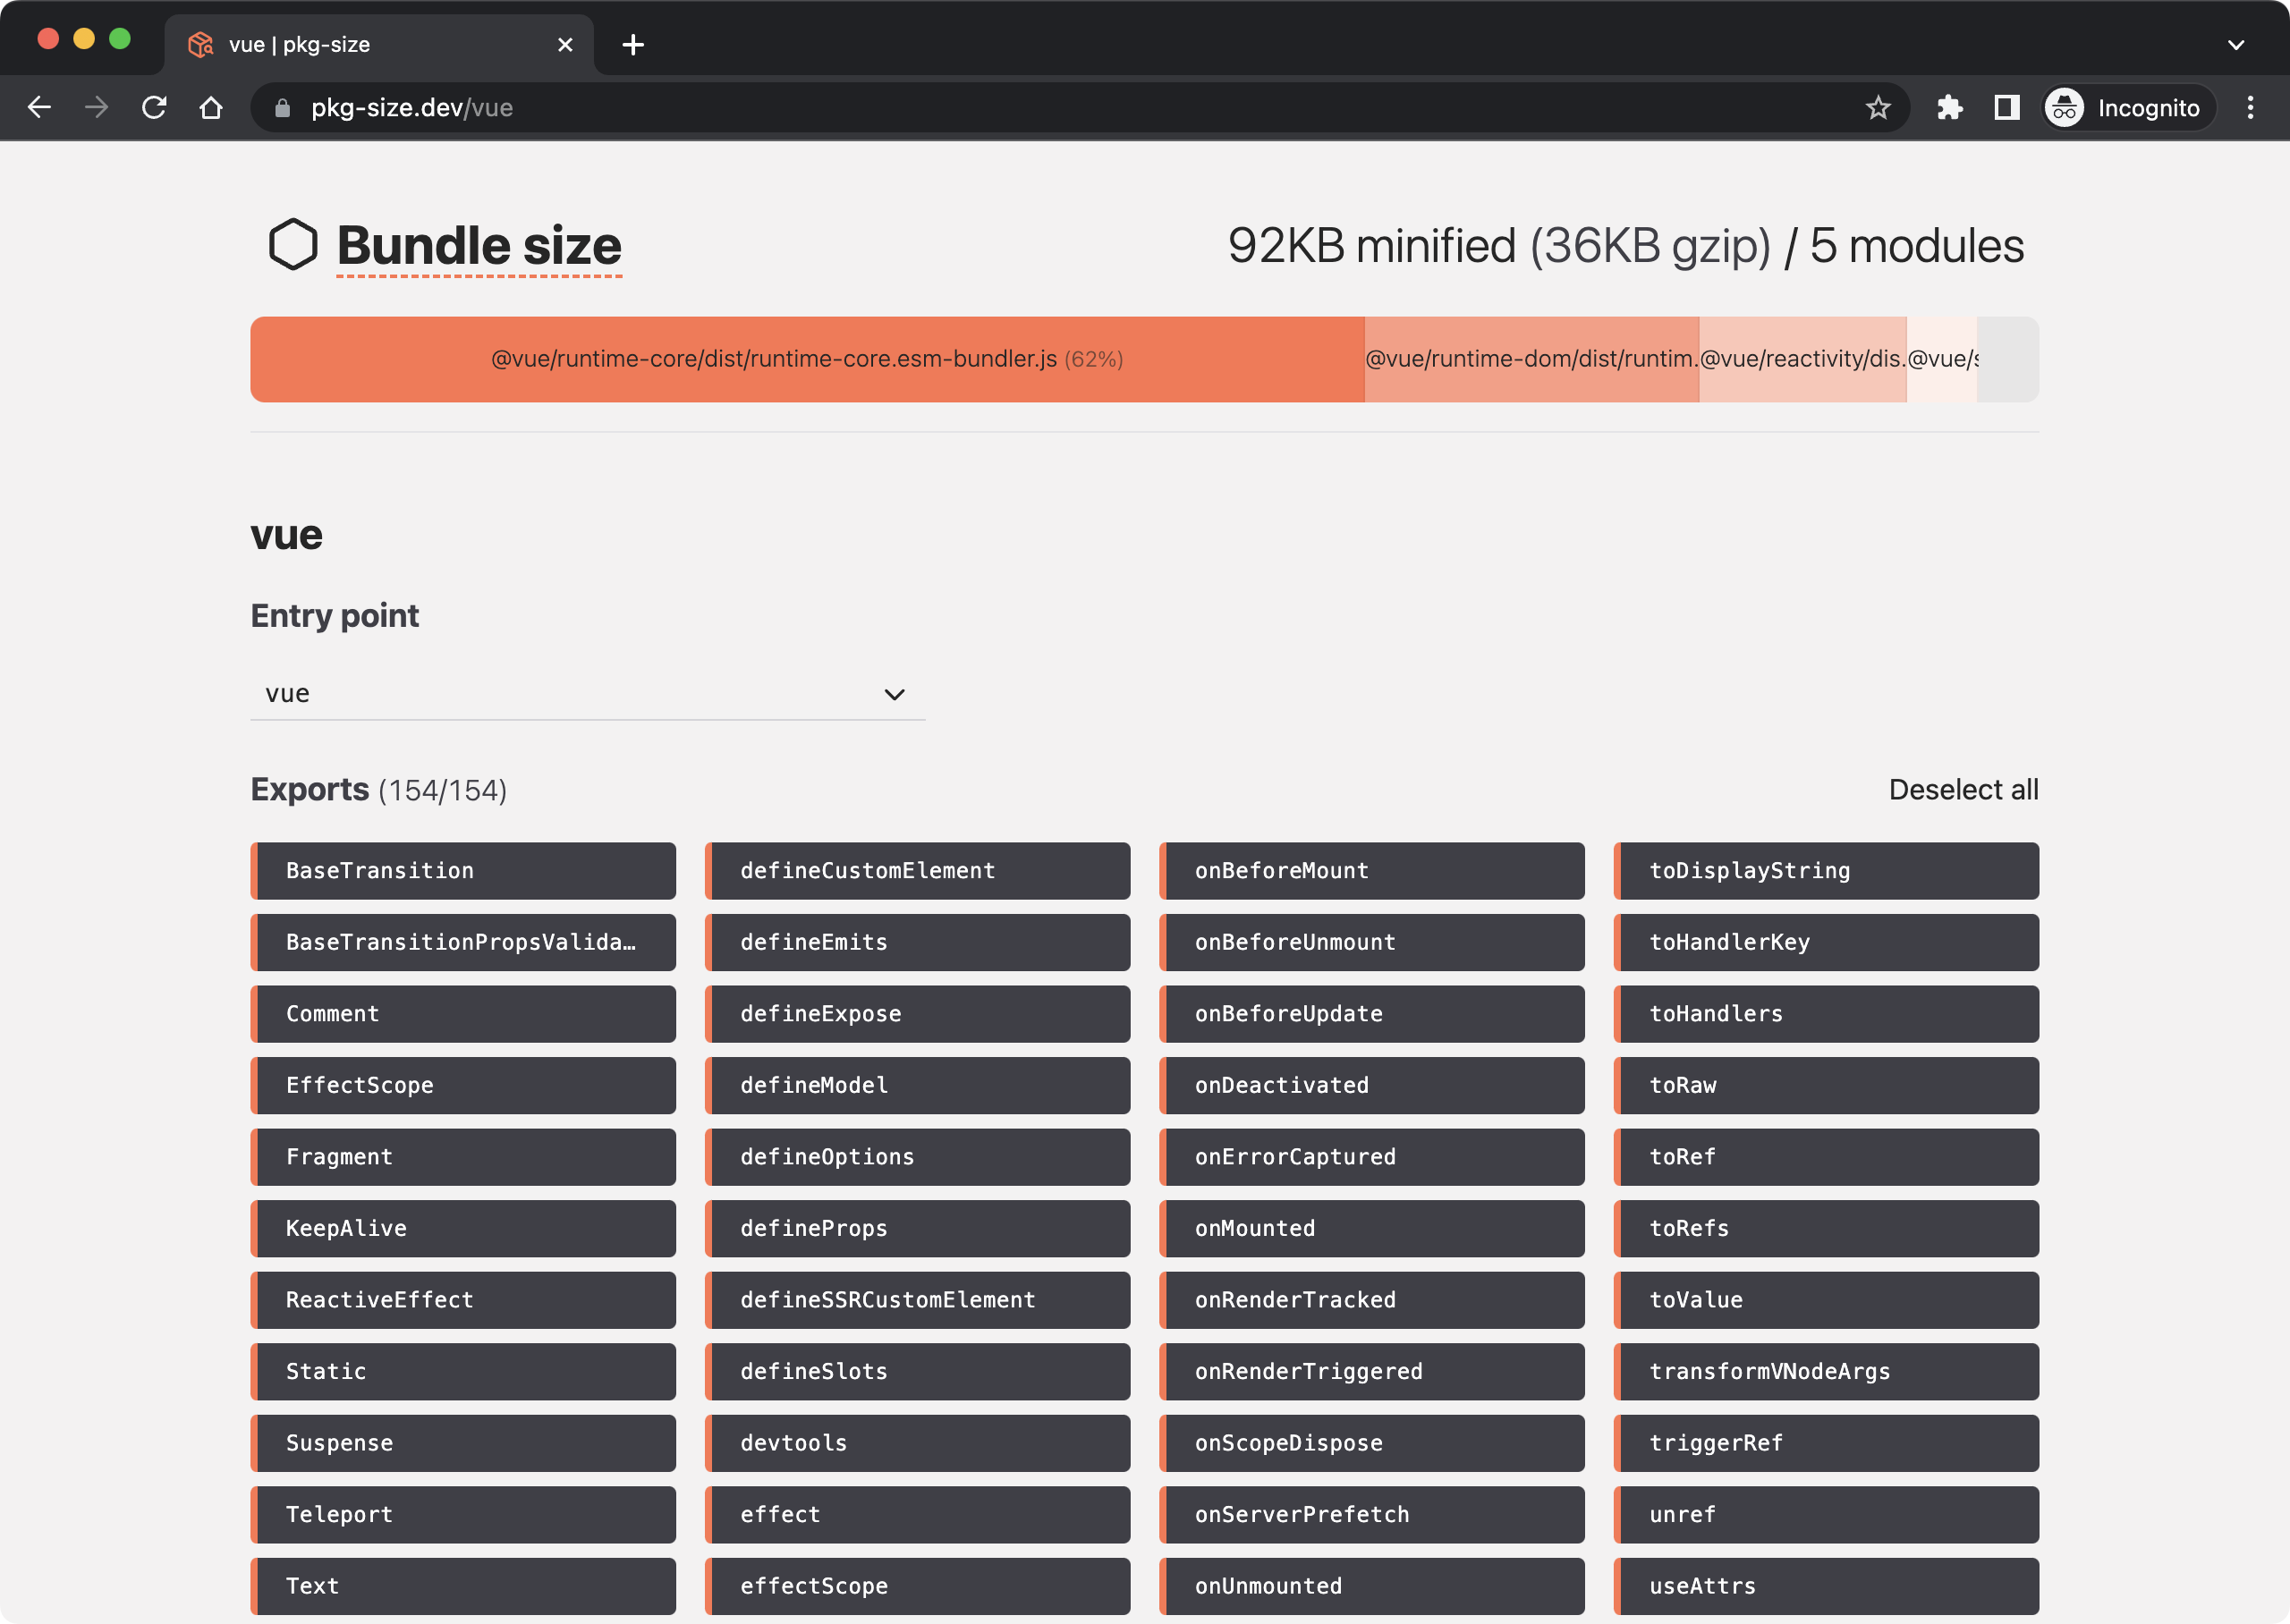 vue | pkg-size
pkg-size.dev/vue
Incognito
Bundle size
92KB minified (36KB gzip) / 5 modules
@vue/runtime-core/dist/runtime-core.esm-bundler.js (62%)
@vue/runtime-dom/dist/runtim.
@vue/reactivity/dis.
@vue/s
vue
Entry point
vue
Exports (154/154)
Deselect all
BaseTransition
defineCustomElement
onBeforeMount
toDisplayString
BaseTransitionPropsValida…
defineEmits
onBeforeUnmount
toHandlerKey
Comment
defineExpose
onBeforeUpdate
toHandlers
EffectScope
defineModel
onDeactivated
toRaw
Fragment
defineOptions
onErrorCaptured
toRef
KeepAlive
defineProps
onMounted
toRefs
ReactiveEffect
defineSSRCustomElement
onRenderTracked
toValue
Static
defineSlots
onRenderTriggered
transformVNodeArgs
Suspense
devtools
onScopeDispose
triggerRef
Teleport
effect
onServerPrefetch
unref
Text
effectScope
onUnmounted
useAttrs